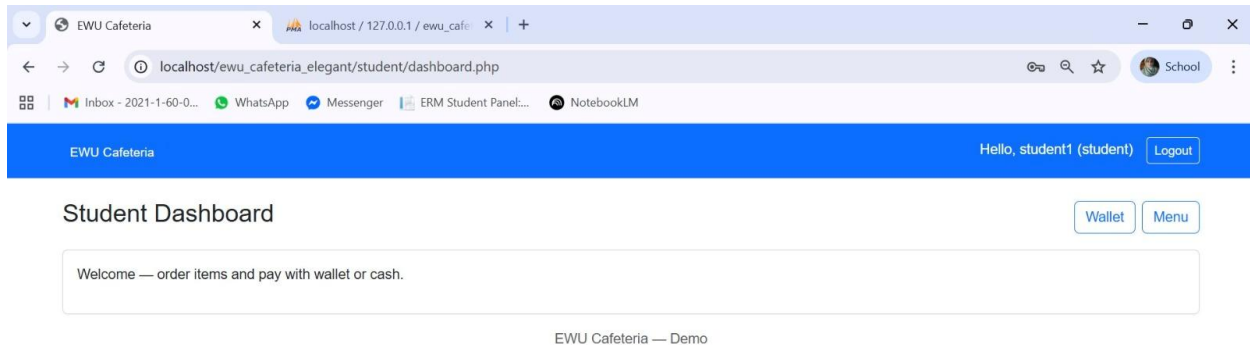 EWU Cafeteria
localhost / 127.0.0.1 / ewu_cafe
localhost/ewu_cafeteria_elegant/student/dashboard.php
School
Inbox - 2021-1-60-0...
WhatsApp
Messenger
ERM Student Panel:...
NotebookLM
EWU Cafeteria
Hello, student1 (student)
Logout
Student Dashboard
Wallet
Menu
Welcome — order items and pay with wallet or cash.
EWU Cafeteria — Demo